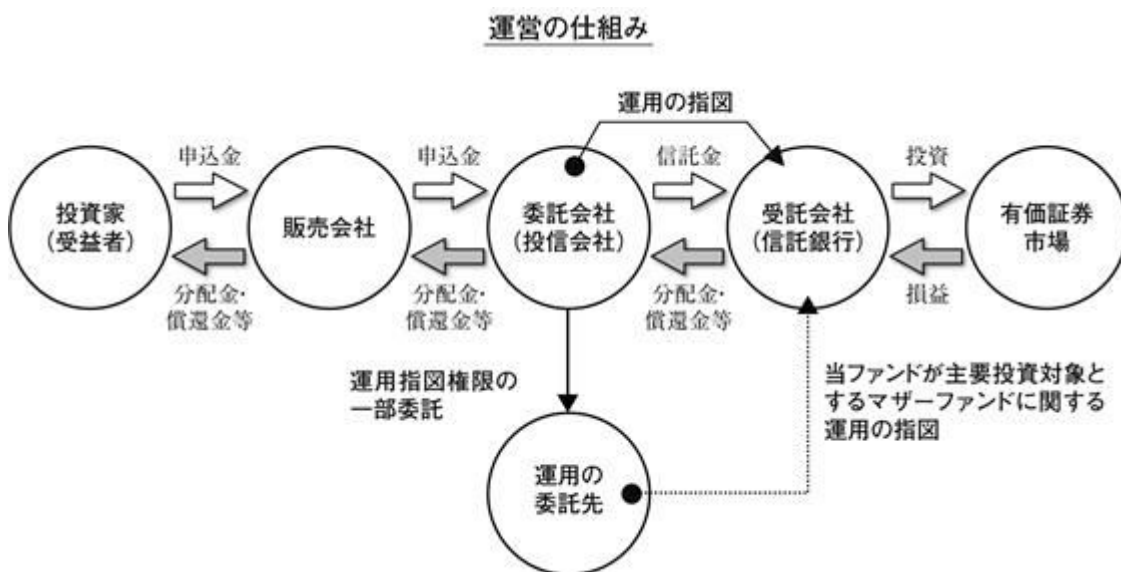 運営の仕組み
運用の指図
申込金
申込金
信託金
投資
投資家
（受益者）
販売会社
委託会社
（投信会社）
受託会社
（信託銀行）
有価証券
市場
分配金・
償還金等
分配金・
償還金等
分配金・
償還金等
損益
運用指図権限の
一部委託
当ファンドが主要投資対象と
するマザーファンドに関する
運用の指図
運用の
委託先